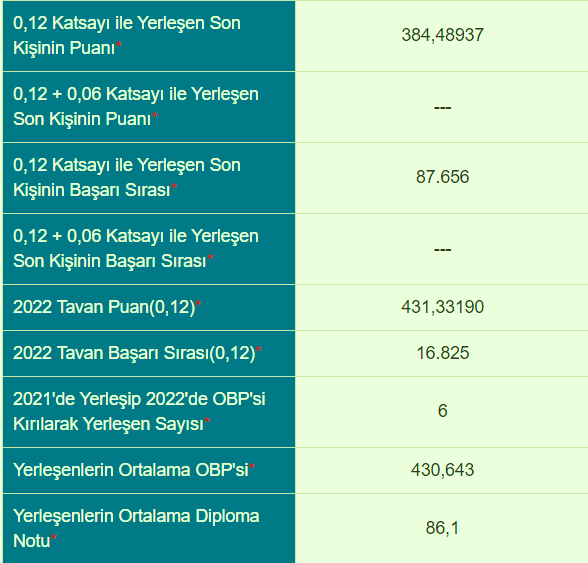 0,12 Katsayı ile Yerleşen Son
Kişinin Puanı*
384,48937
0,12 + 0,06 Katsayı ile Yerleşen
Son Kişinin Puanı*
---
0,12 Katsayı ile Yerleşen Son
Kişinin Başarı Sırası*
87.656
0,12 + 0,06 Katsayı ile Yerleşen
Son Kişinin Başarı Sırası*
---
2022 Tavan Puan(0,12)*
431,33190
2022 Tavan Başarı Sırası(0,12)*
16.825
2021'de Yerleşip 2022'de OBP'si
Kırılarak Yerleşen Sayısı*
6
Yerleşenlerin Ortalama OBP'si*
430,643
Yerleşenlerin Ortalama Diploma
Notu*
86,1